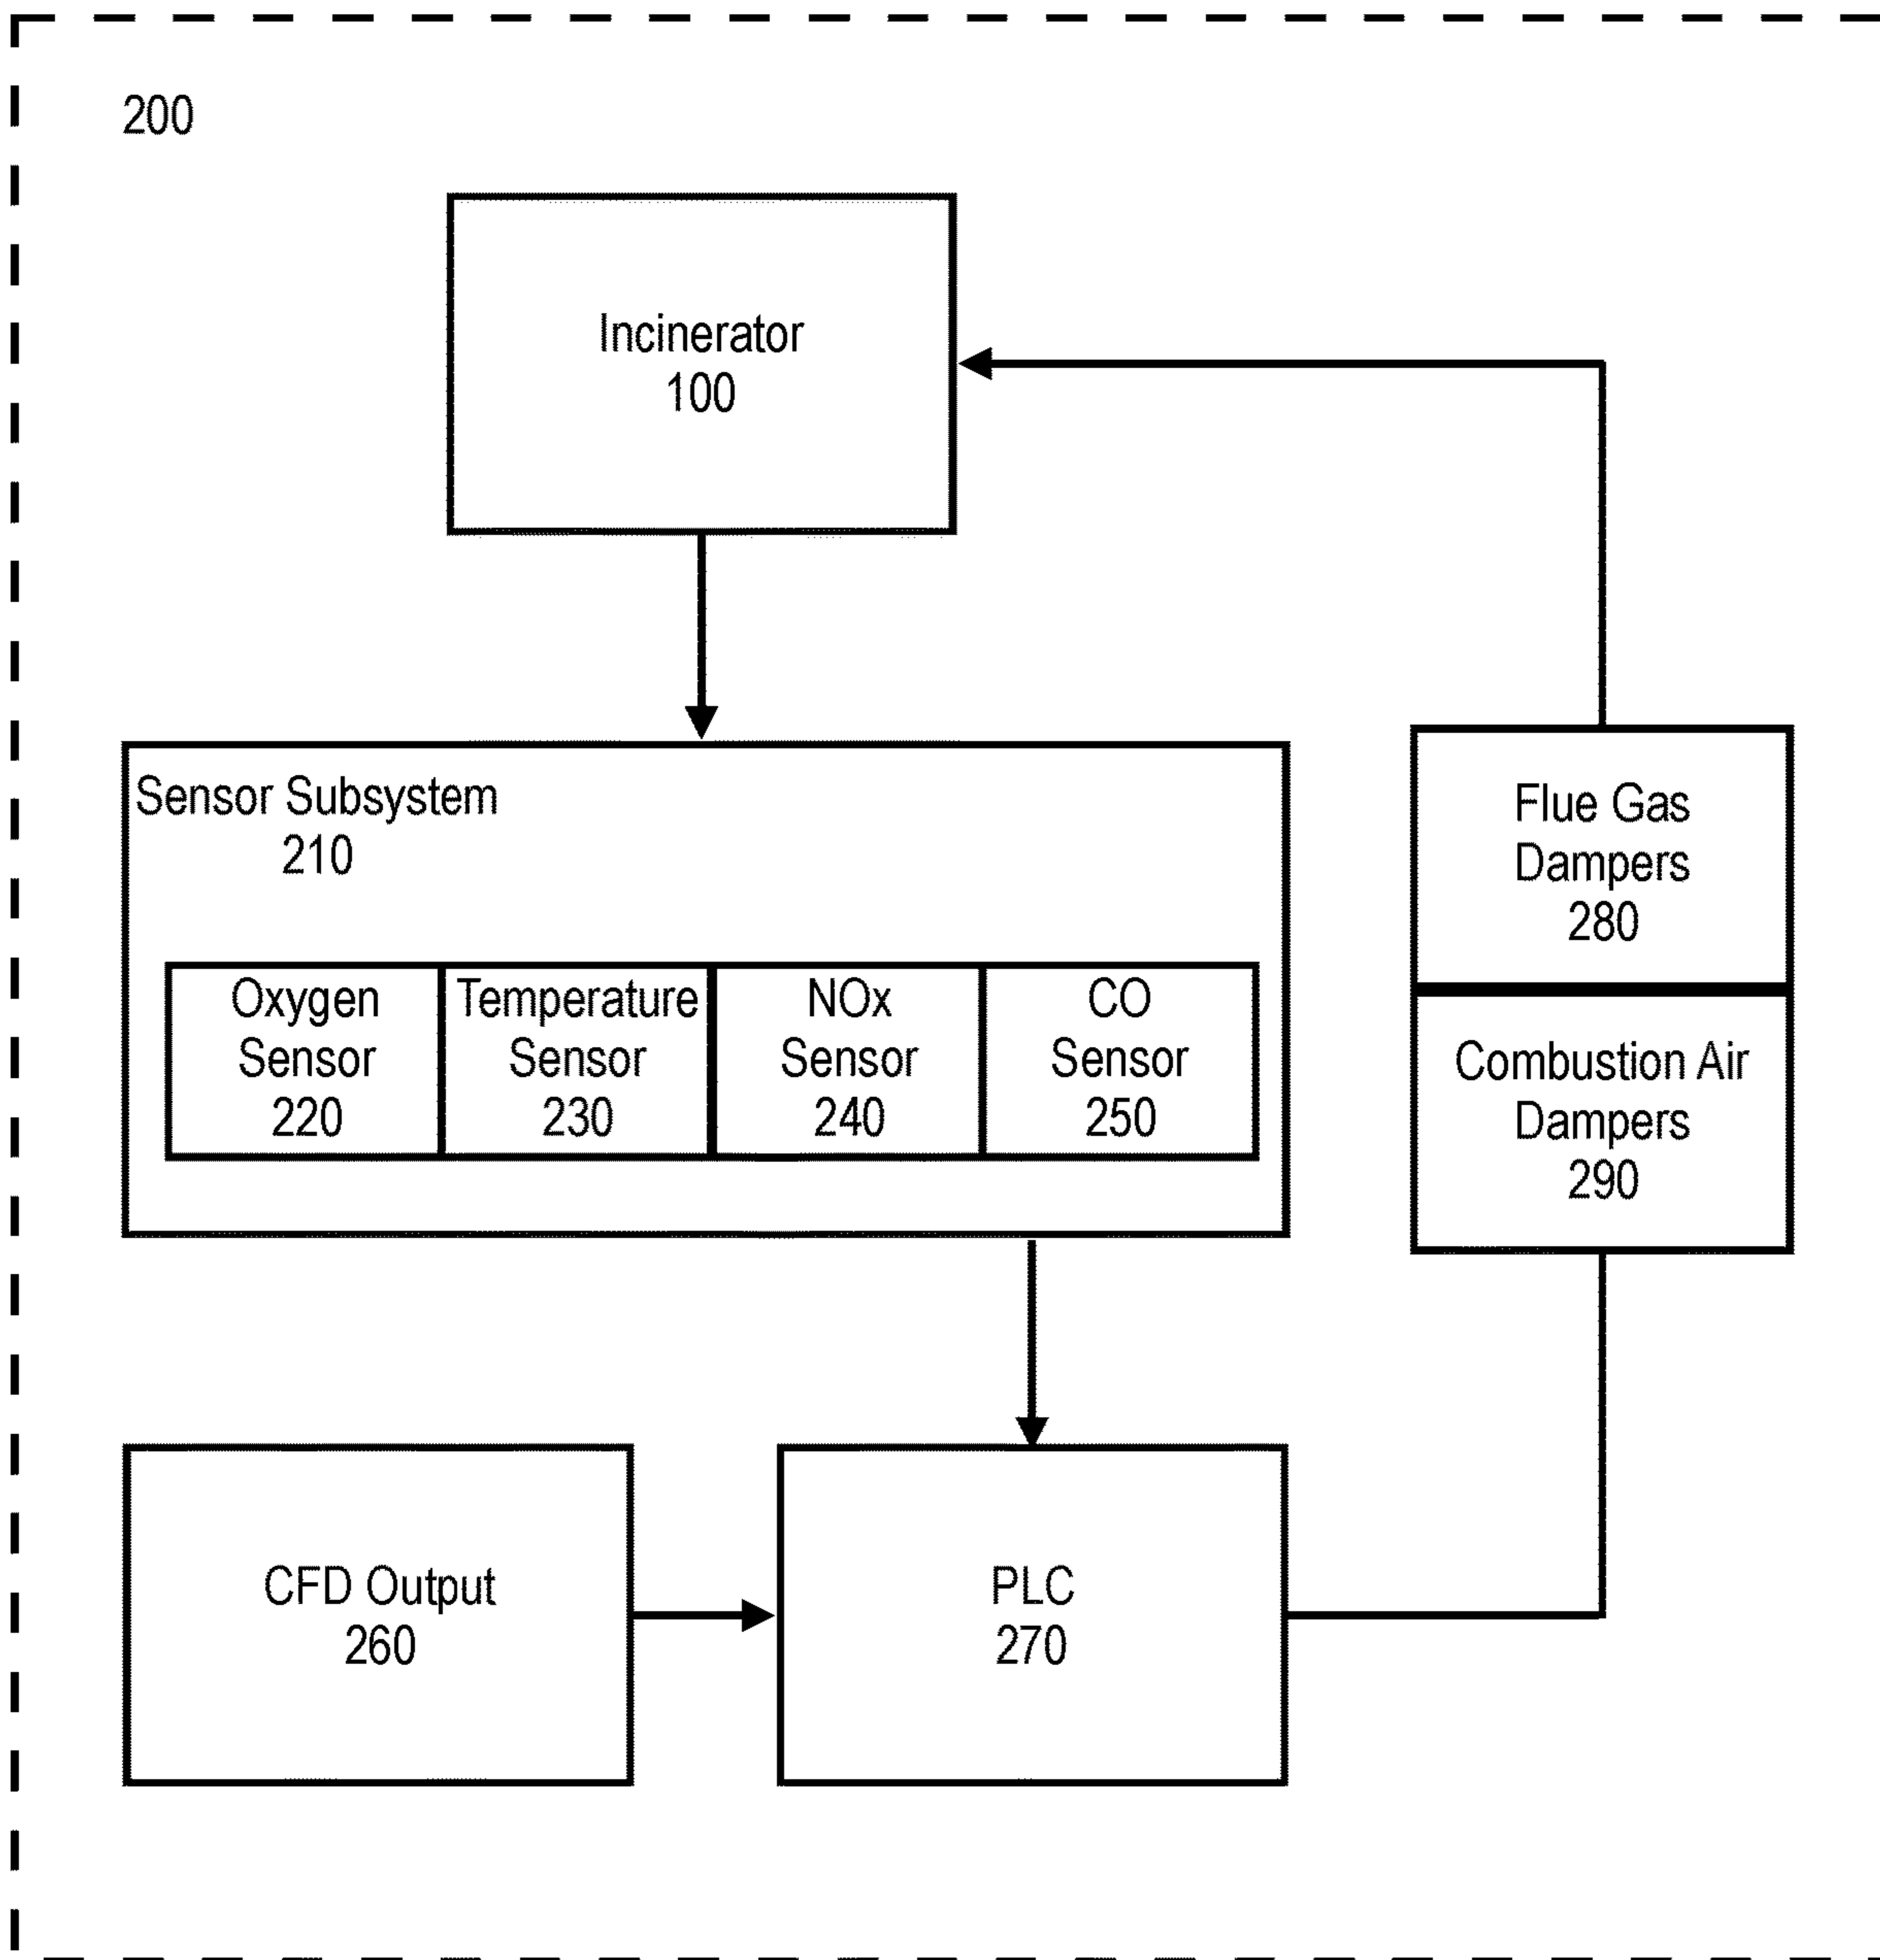 200
Incinerator
100
Sensor Subsystem
210
Oxygen
Sensor
220
Temperature
Sensor
230
NOx
Sensor
240
CO
Sensor
250
Flue Gas
Dampers
280
Combustion Air
Dampers
290
CFD Output
260
PLC
270